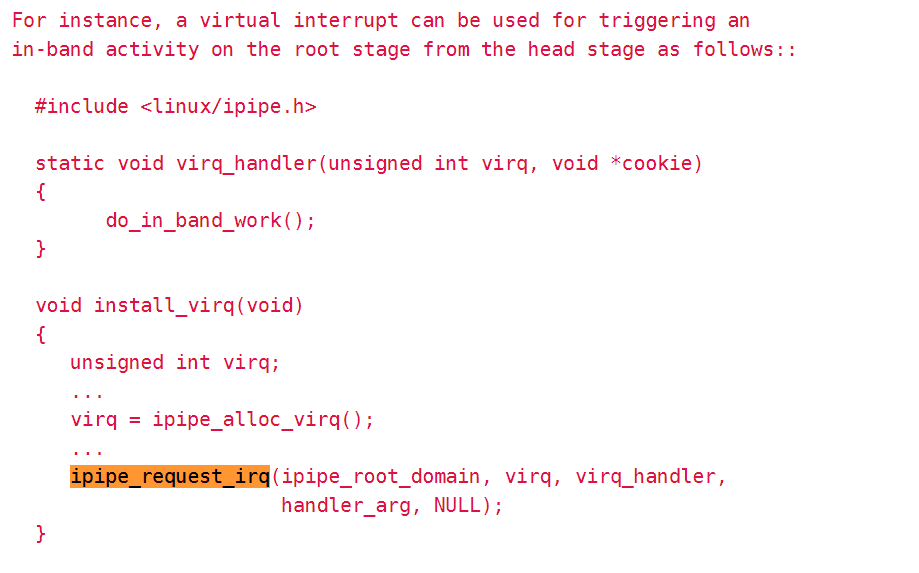 For instance, a virtual interrupt can be used for triggering an
in-band activity on the root stage from the head stage as follows::
#include <linux/ipipe.h>
static void virq_handler(unsigned int virq, void *cookie)
{
do_in_band_work();
}
void install_virq(void)
{
unsigned int virq;
...
virq = ipipe_alloc_virq();
...
ipipe_request_irq(ipipe_root_domain, virq, virq_handler,
handler_arg, NULL);
}